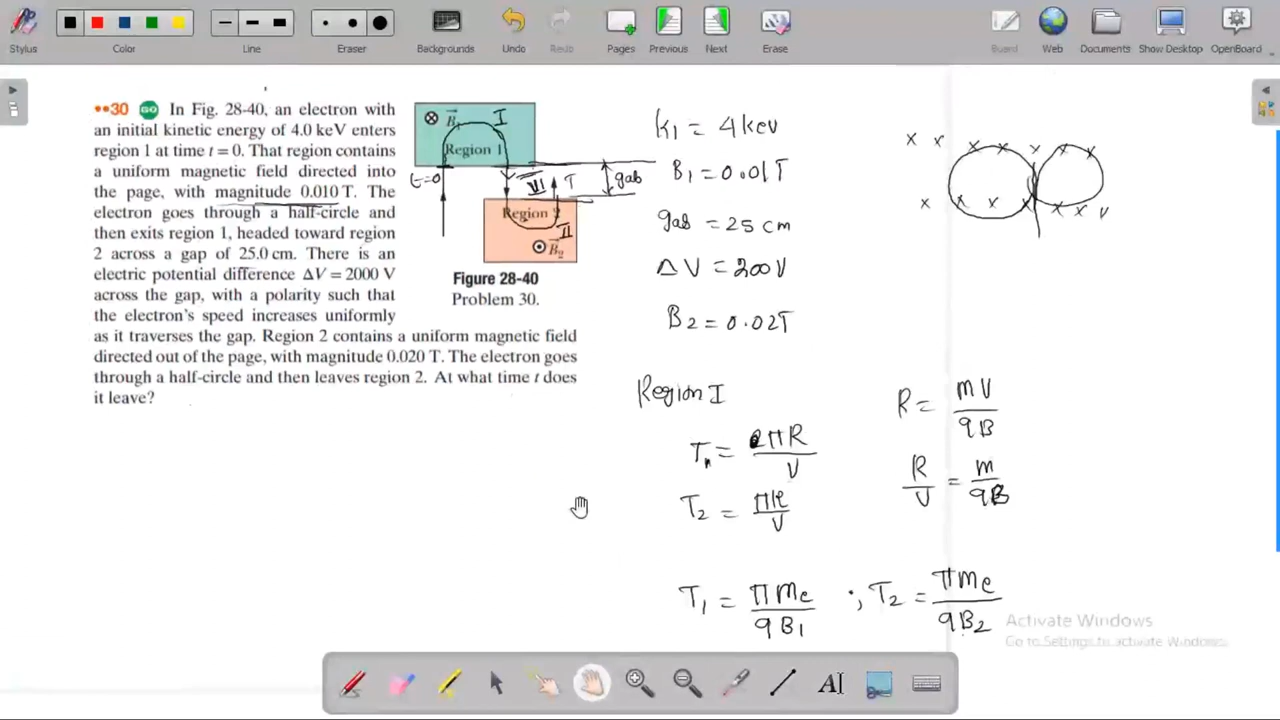 Stylus
Color
Line
Eraser
Backgrounds
Undo
Redo
Pages
Previous
Next
Erase
Board
Web
Documents
Show Desktop
OpenBoard
••30 GO In Fig. 28-40, an electron with
an initial kinetic energy of 4.0 keV enters
region 1 at time t = 0. That region contains
a uniform magnetic field directed into
the page, with magnitude 0.010 T. The
electron goes through a half-circle and
then exits region 1, headed toward region
2 across a gap of 25.0 cm. There is an
electric potential difference ΔV = 2000 V
across the gap, with a polarity such that
the electron's speed increases uniformly
as it traverses the gap. Region 2 contains a uniform magnetic field
directed out of the page, with magnitude 0.020 T. The electron goes
through a half-circle and then leaves region 2. At what time t does
it leave?
⊗ B₁ I
Region 1
t=0
VI T gab
Region 2
II
⊙ B₂
Figure 28-40
Problem 30.
K₁ = 4 kev
B₁ = 0.01T
gab = 25 cm
ΔV = 200V
B₂ = 0.02T
x x x x x x x
x x x x x x x v
Region I
T = 2πR/V
T₂ = πR/V
R = mV/qB
R/V = m/qB
T₁ = πme/qB₁ ; T₂ = πme/qB₂
Activate Windows
Go to Settings to activate Windows.
AI